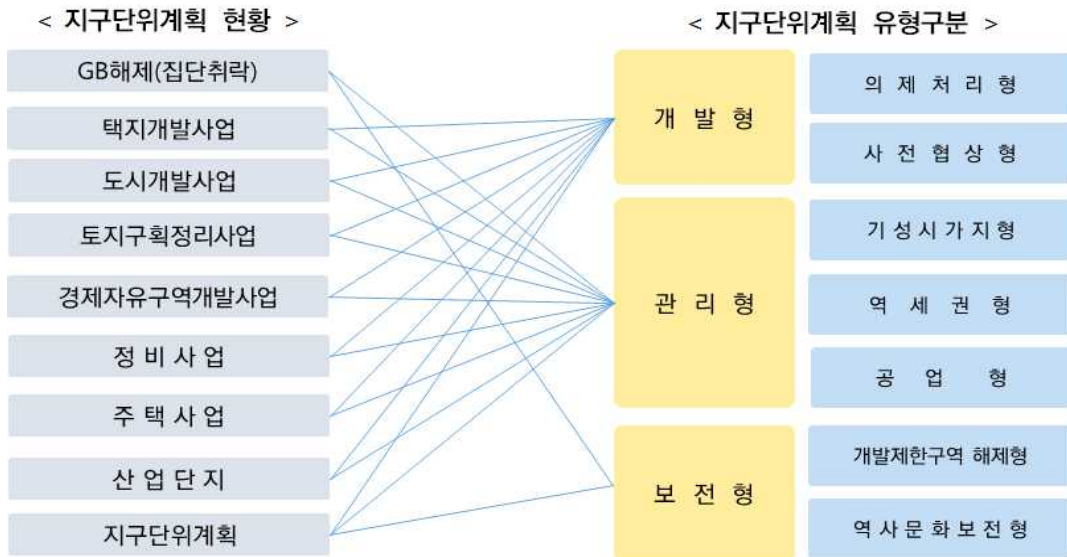 < 지구단위계획 현황 >
GB해제(집단취락)
택지개발사업
도시개발사업
토지구획정리사업
경제자유구역개발사업
정 비 사 업
주 택 사 업
산 업 단 지
지구단위계획
< 지구단위계획 유형구분 >
개 발 형
의 제 처 리 형
사 전 협 상 형
관 리 형
기 성 시 가 지 형
역 세 권 형
공 업 형
보 전 형
개발제한구역 해제형
역 사 문 화 보 전 형